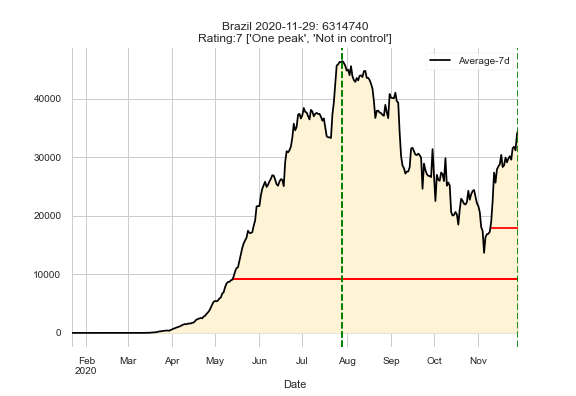 Brazil 2020-11-29: 6314740
Rating:7 ['One peak', 'Not in control']
Average-7d
40000
30000
20000
10000
0
Feb Mar Apr May Jun Jul Aug Sep Oct Nov
2020
Date